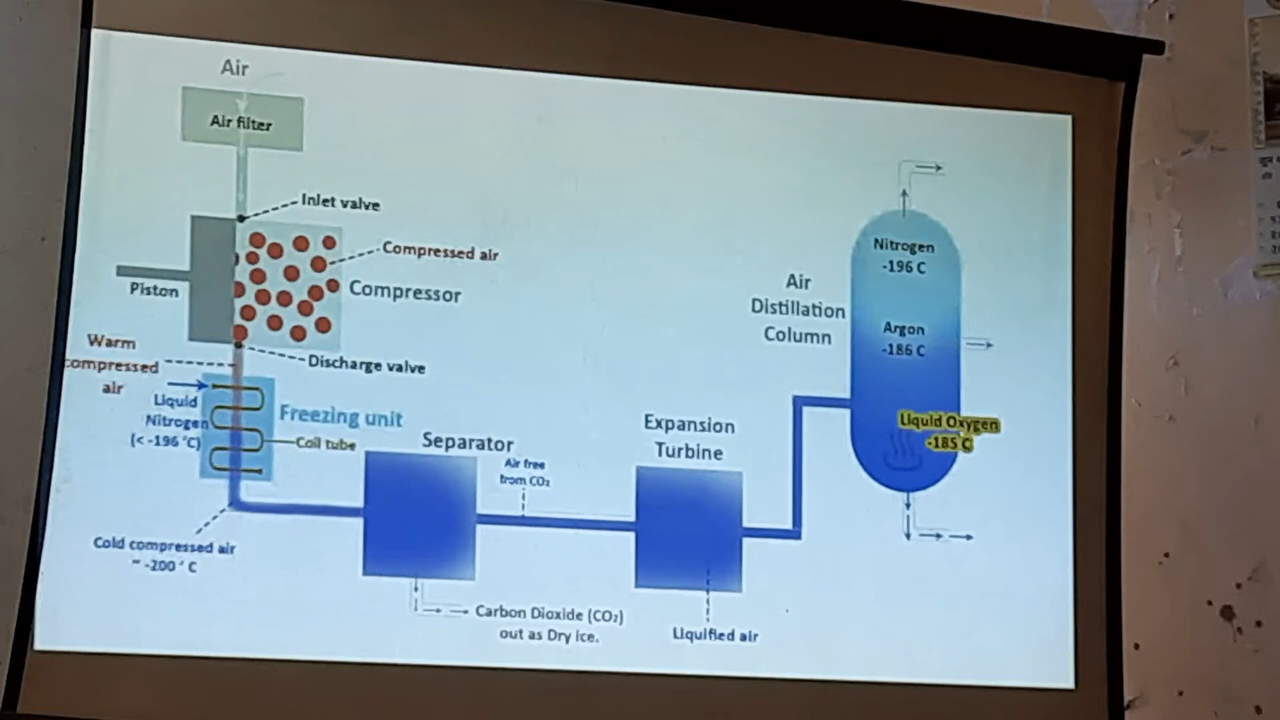 Air
Air filter
Inlet valve
Compressed air
Piston
Compressor
Warm
compressed
air
Discharge valve
Liquid
Nitrogen
(< -196 °C)
Freezing unit
Coil tube
Cold compressed air
~ -200 ° C
Separator
Air free
from CO₂
Carbon Dioxide (CO₂)
out as Dry ice.
Expansion
Turbine
Liquified air
Air
Distillation
Column
Nitrogen
-196 C
Argon
-186 C
Liquid Oxygen
-185 C